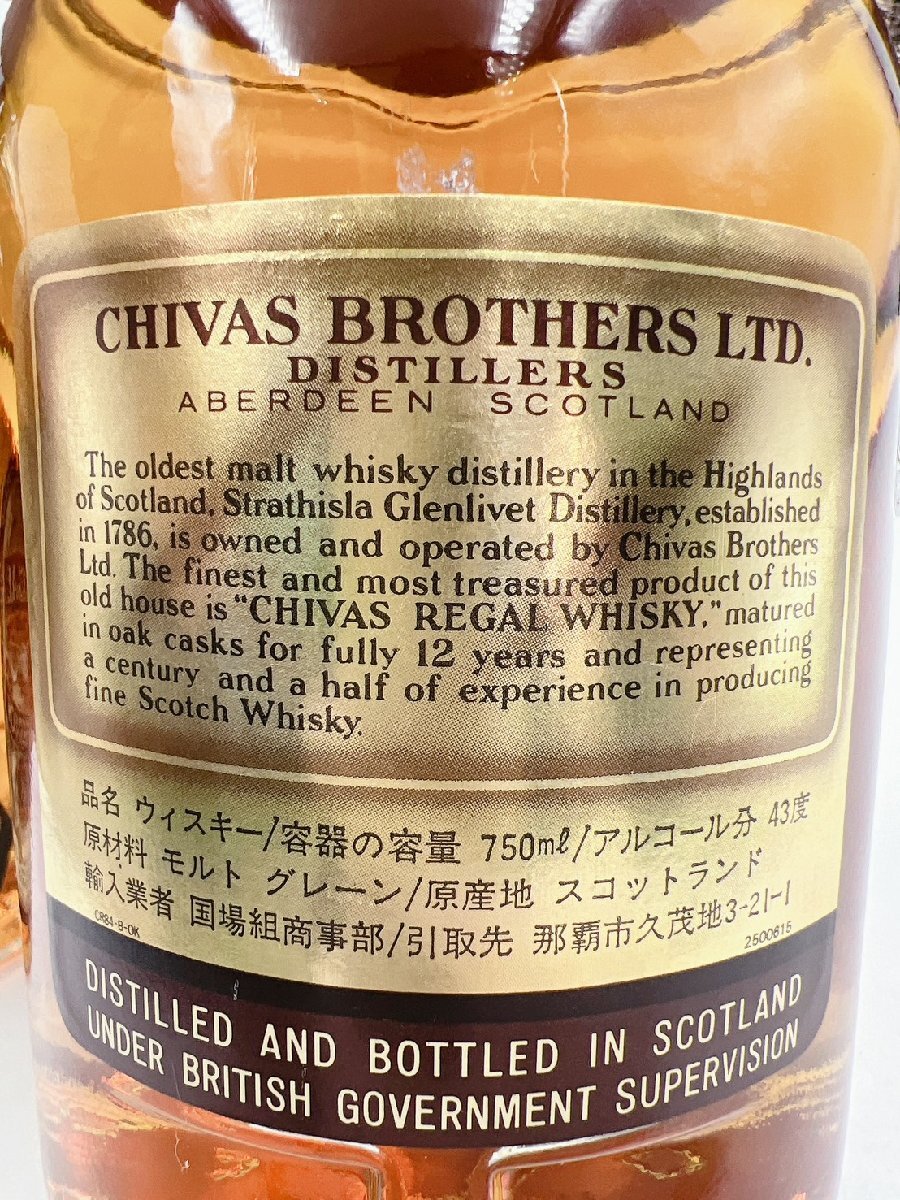 CHIVAS BROTHERS LTD.
DISTILLERS
ABERDEEN SCOTLAND
The oldest malt whisky distillery in the Highlands
of Scotland, Strathisla Glenlivet Distillery, established
in 1786, is owned and operated by Chivas Brothers
Ltd. The finest and most treasured product of this
old house is "CHIVAS REGAL WHISKY," matured
in oak casks for fully 12 years and representing
a century and a half of experience in producing
fine Scotch Whisky.
品名 ウィスキー/容器の容量 750mℓ/アルコール分 43度
原材料 モルト グレーン/原産地 スコットランド
輸入業者 国場組商事部/引取先 那覇市久茂地3-21-1
CR84-B-OK
2500615
DISTILLED AND BOTTLED IN SCOTLAND
UNDER BRITISH GOVERNMENT SUPERVISION